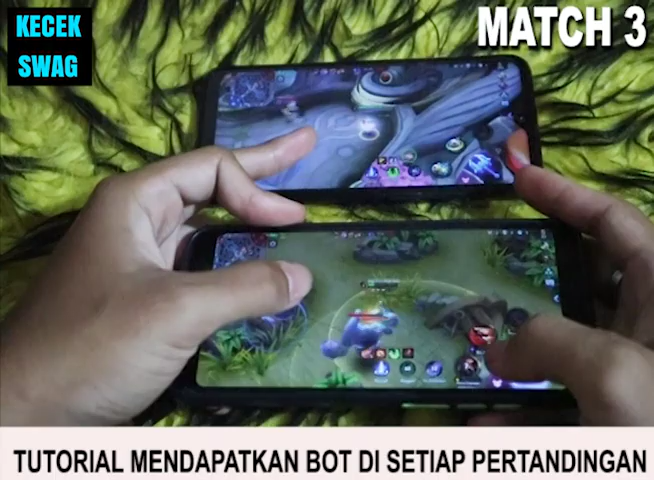 KECEK
SWAG
MATCH 3
TUTORIAL MENDAPATKAN BOT DI SETIAP PERTANDINGAN